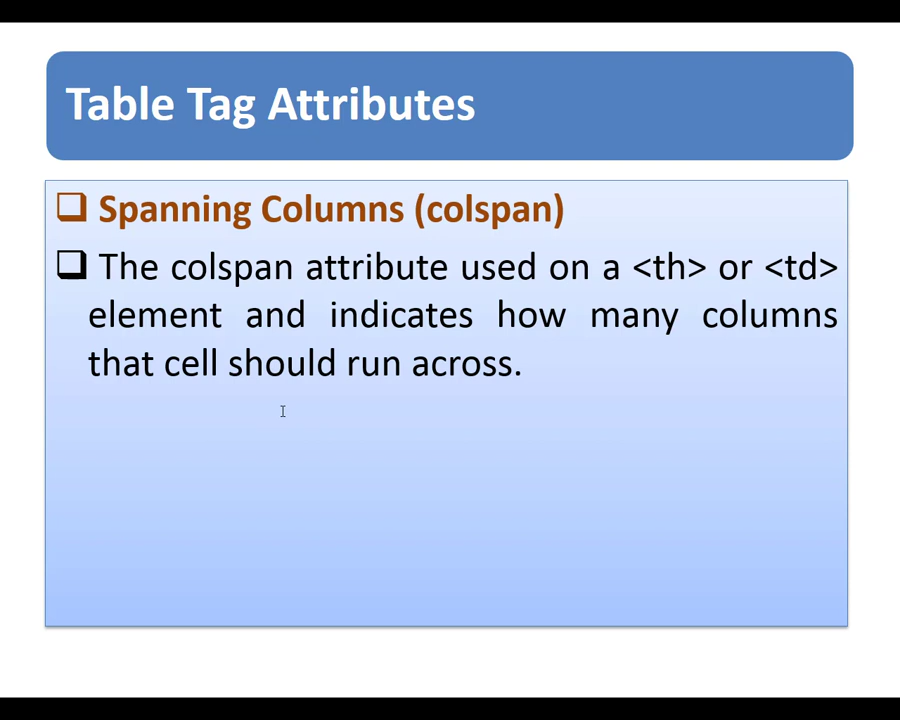 Table Tag Attributes
❑ Spanning Columns (colspan)
❑ The colspan attribute used on a <th> or <td>
element and indicates how many columns
that cell should run across.